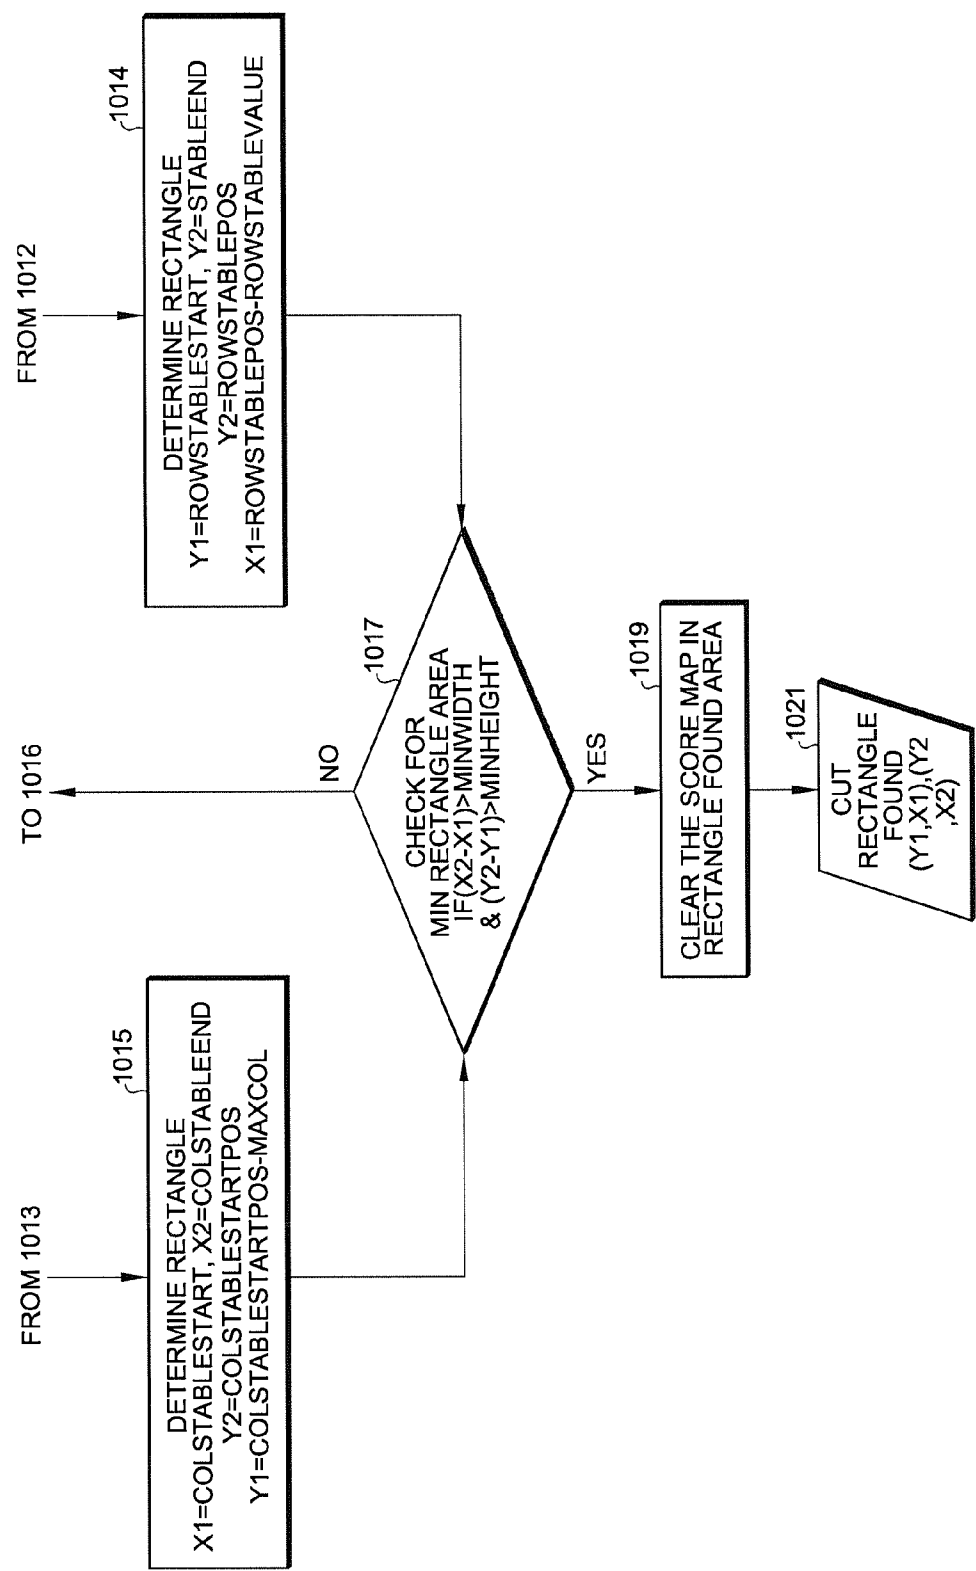 FROM 1013
TO 1016
FROM 1012
1015
DETERMINE RECTANGLE
X1=COLSTABLESTART, X2=COLSTABLEEND
Y2=COLSTABLESTARTPOS
Y1=COLSTABLESTARTPOS-MAXCOL
1014
DETERMINE RECTANGLE
Y1=ROWSTABLESTART, Y2=STABLEEND
Y2=ROWSTABLEPOS
X1=ROWSTABLEPOS-ROWSTABLEVALUE
NO
1017
CHECK FOR
MIN RECTANGLE AREA
IF(X2-X1)>MINWIDTH
& (Y2-Y1)>MINHEIGHT
YES
1019
CLEAR THE SCORE MAP IN
RECTANGLE FOUND AREA
1021
CUT
RECTANGLE
FOUND
(Y1,X1),(Y2
,X2)